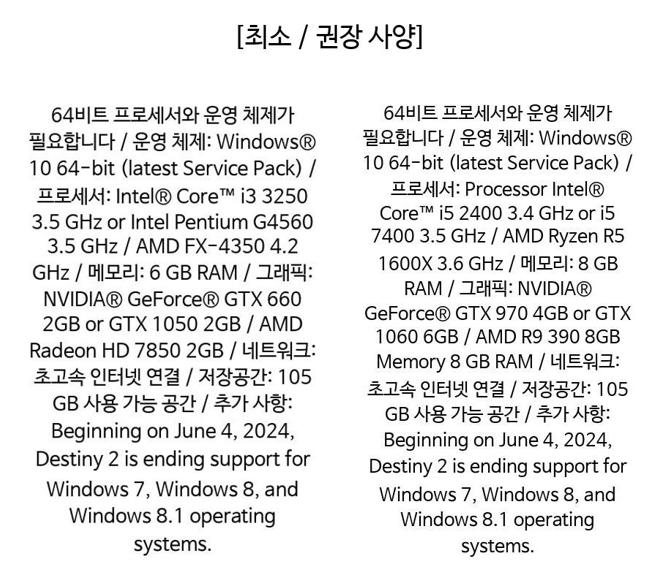 [최소 / 권장 사양]
64비트 프로세서와 운영 체제가
필요합니다 / 운영 체제: Windows®
10 64-bit (latest Service Pack) /
프로세서: Intel® Core™ i3 3250
3.5 GHz or Intel Pentium G4560
3.5 GHz / AMD FX-4350 4.2
GHz / 메모리: 6 GB RAM / 그래픽:
NVIDIA® GeForce® GTX 660
2GB or GTX 1050 2GB / AMD
Radeon HD 7850 2GB / 네트워크:
초고속 인터넷 연결 / 저장공간: 105
GB 사용 가능 공간 / 추가 사항:
Beginning on June 4, 2024,
Destiny 2 is ending support for
Windows 7, Windows 8, and
Windows 8.1 operating
systems.
64비트 프로세서와 운영 체제가
필요합니다 / 운영 체제: Windows®
10 64-bit (latest Service Pack) /
프로세서: Processor Intel®
Core™ i5 2400 3.4 GHz or i5
7400 3.5 GHz / AMD Ryzen R5
1600X 3.6 GHz / 메모리: 8 GB
RAM / 그래픽: NVIDIA®
GeForce® GTX 970 4GB or GTX
1060 6GB / AMD R9 390 8GB
Memory 8 GB RAM / 네트워크:
초고속 인터넷 연결 / 저장공간: 105
GB 사용 가능 공간 / 추가 사항:
Beginning on June 4, 2024,
Destiny 2 is ending support for
Windows 7, Windows 8, and
Windows 8.1 operating
systems.